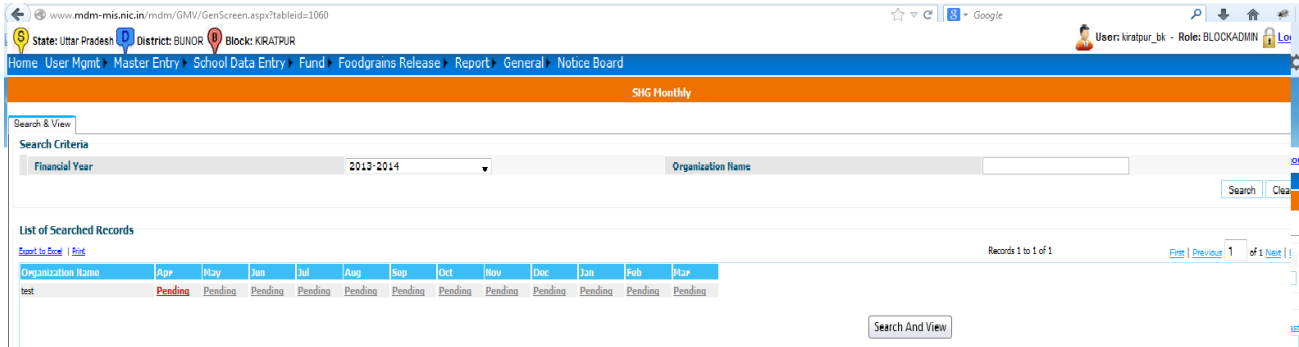 www.mdm-mis.nic.in/mdm/GMV/GenScreen.aspx?tableid=1060 8 Google
S State: Uttar Pradesh D District: BIJNOR B Block: KIRATPUR User: kiratpur_bk - Role: BLOCKADMIN Lo
Home User Mgmt Master Entry School Data Entry Fund Foodgrains Release Report General Notice Board
SHG Monthly
Search & View
Search Criteria
Financial Year 2013-2014 Organization Name
Search Clea
List of Searched Records
Export to Excel | Print Records 1 to 1 of 1 First | Previous 1 of 1 Next |
Organization Name Apr May Jun Jul Aug Sep Oct Nov Dec Jan Feb Mar
test Pending Pending Pending Pending Pending Pending Pending Pending Pending Pending Pending Pending
Search And View